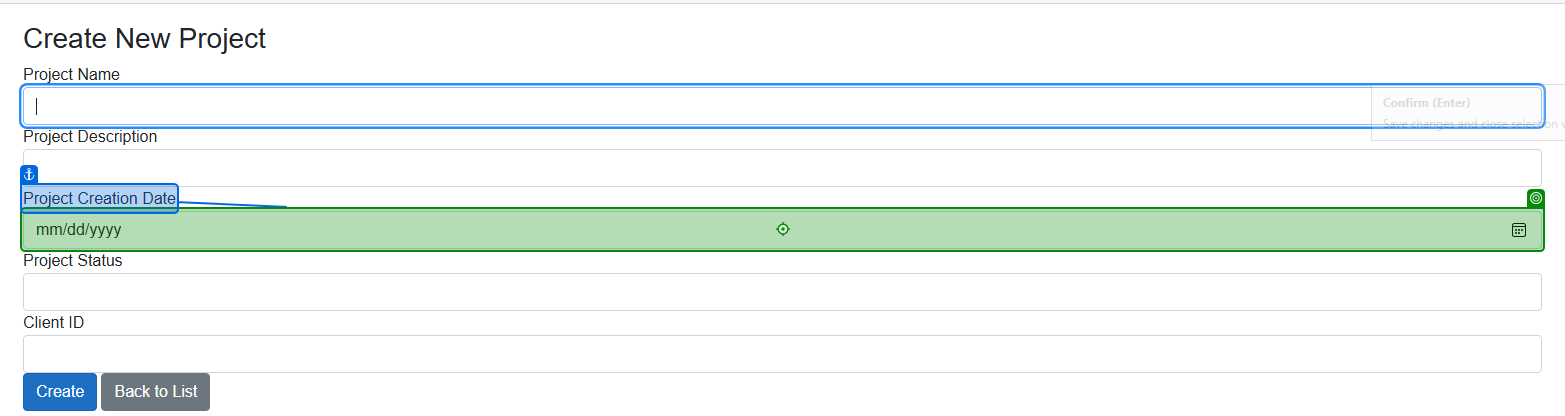 Create New Project
Project Name
Confirm (Enter)
Save changes and close selection
Project Description
Project Creation Date
mm/dd/yyyy
Project Status
Client ID
Create Back to List